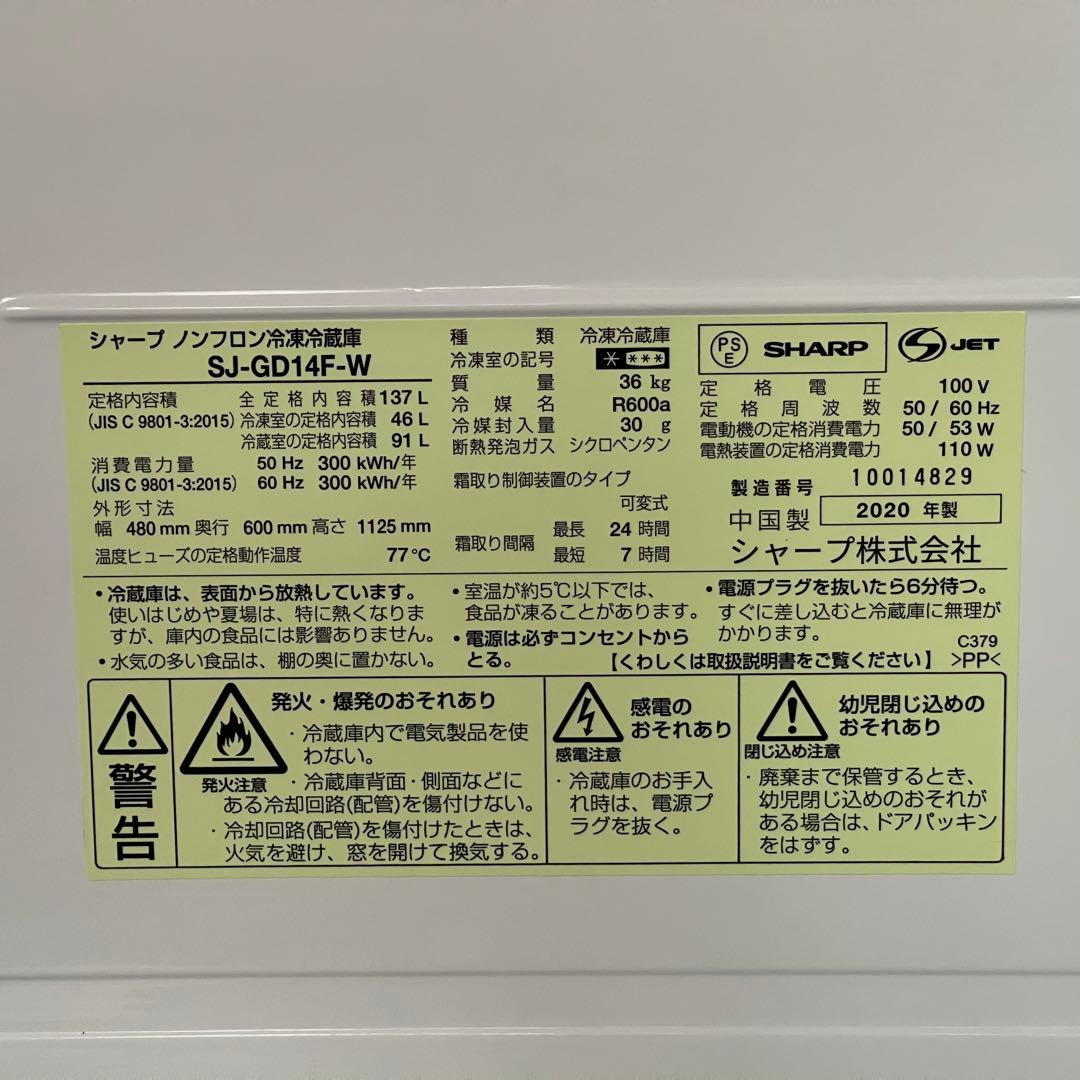 シャープ ノンフロン冷凍冷蔵庫
SJ-GD14F-W
定格内容積 全定格内容積 137 L
(JIS C 9801-3:2015) 冷凍室の定格内容積 46 L
冷蔵室の定格内容積 91 L
消費電力量 50 Hz 300 kWh/年
(JIS C 9801-3:2015) 60 Hz 300 kWh/年
外形寸法
幅 480 mm 奥行 600 mm 高さ 1125 mm
温度ヒューズの定格動作温度 77℃
種類 冷凍冷蔵庫
冷凍室の記号 * ***
質量 36 kg
冷媒名 R600a
冷媒封入量 30 g
断熱発泡ガス シクロペンタン
霜取り制御装置のタイプ
可変式
霜取り間隔 最長 24 時間
最短 7 時間
PSE SHARP S JET
定格電圧 100 V
定格周波数 50 / 60 Hz
電動機の定格消費電力 50 / 53 W
電熱装置の定格消費電力 110 W
製造番号 10014829
中国製 2020 年製
シャープ株式会社
・冷蔵庫は、表面から放熱しています。
使いはじめや夏場は、特に熱くなりま
すが、庫内の食品には影響ありません。
・水気の多い食品は、棚の奥に置かない。
・室温が約5℃以下では、
食品が凍ることがあります。
・電源は必ずコンセントから
とる。
・電源プラグを抜いたら6分待つ。
すぐに差し込むと冷蔵庫に無理が
かかります。
C379
【くわしくは取扱説明書をご覧ください】 >PP<
警告
発火・爆発のおそれあり
発火注意
・冷蔵庫内で電気製品を使
わない。
・冷蔵庫背面・側面などに
ある冷却回路(配管)を傷付けない。
・冷却回路(配管)を傷付けたときは、
火気を避け、窓を開けて換気する。
感電の
おそれあり
感電注意
・冷蔵庫のお手入
れ時は、電源プ
ラグを抜く。
幼児閉じ込めの
おそれあり
閉じ込め注意
・廃棄まで保管するとき、
幼児閉じ込めのおそれが
ある場合は、ドアパッキン
をはずす。